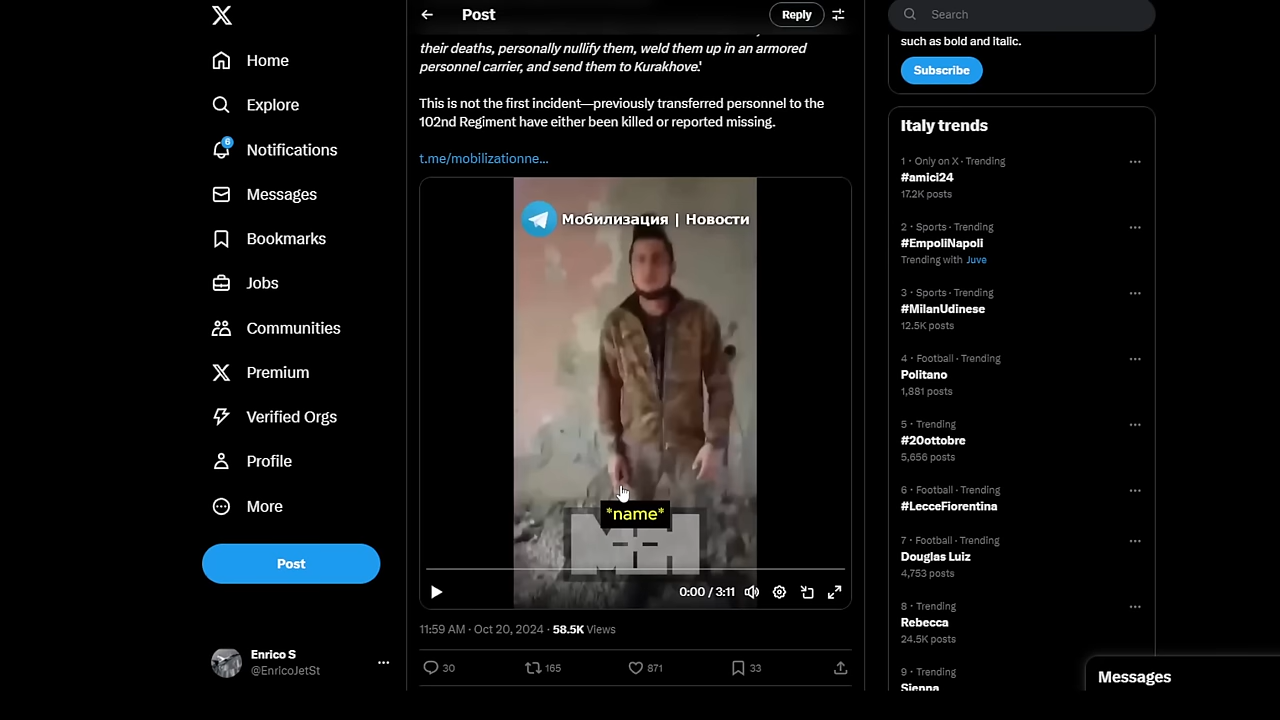 Post
Reply
Search
Home
Explore
6
Notifications
Messages
Bookmarks
Jobs
Communities
Premium
Verified Orgs
Profile
More
Post
Enrico S
@EnricoJetSt
their deaths, personally nullify them, weld them up in an armored
personnel carrier, and send them to Kurakhove.'
This is not the first incident—previously transferred personnel to the
102nd Regiment have either been killed or reported missing.
t.me/mobilizationne...
Мобилизация | Новости
*name*
МН
0:00 / 3:11
11:59 AM · Oct 20, 2024 · 58.5K Views
30
165
871
33
such as bold and italic.
Subscribe
Italy trends
1 · Only on X · Trending
#amici24
17.2K posts
2 · Sports · Trending
#EmpoliNapoli
Trending with Juve
3 · Sports · Trending
#MilanUdinese
12.5K posts
4 · Football · Trending
Politano
1,881 posts
5 · Trending
#20ottobre
5,656 posts
6 · Football · Trending
#LecceFiorentina
7 · Football · Trending
Douglas Luiz
4,753 posts
8 · Trending
Rebecca
24.5K posts
9 · Trending
Sienna
Messages